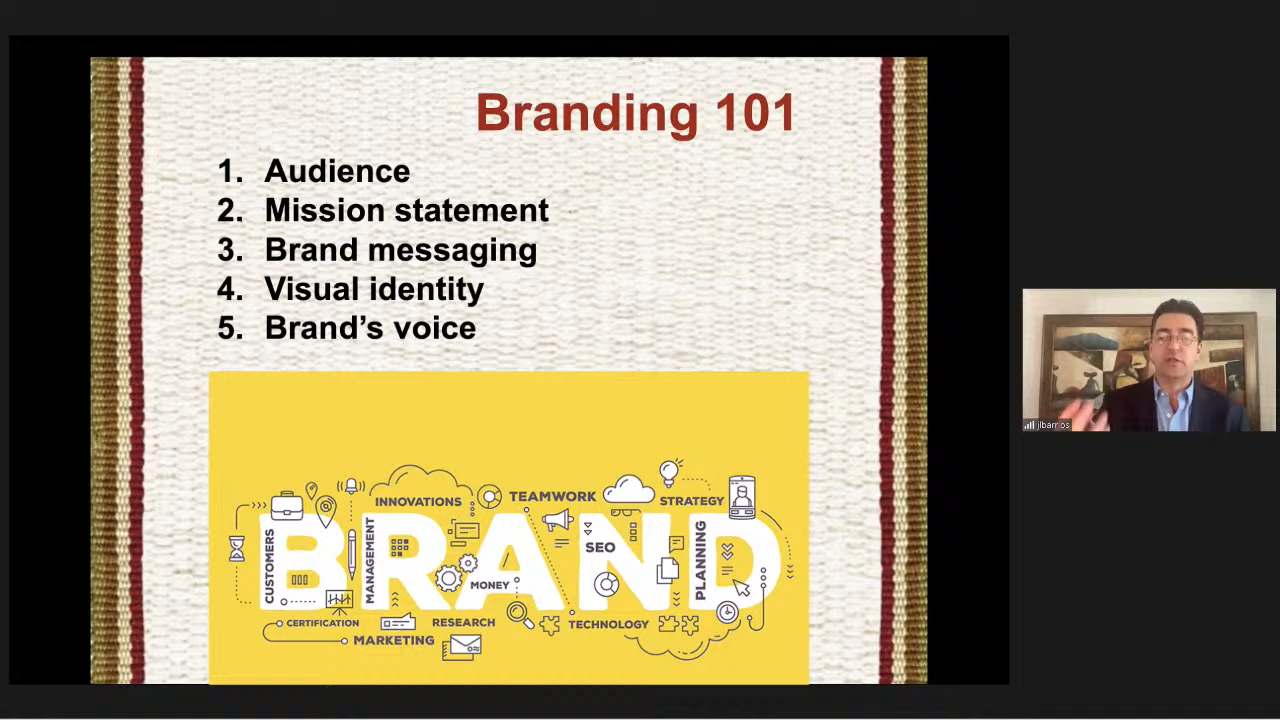 Branding 101
1. Audience
2. Mission statement
3. Brand messaging
4. Visual identity
5. Brand's voice
INNOVATIONS
TEAMWORK
STRATEGY
BRAND
CUSTOMERS
MANAGEMENT
SEO
PLANNING
MONEY
CERTIFICATION
RESEARCH
TECHNOLOGY
MARKETING
jlbarrios